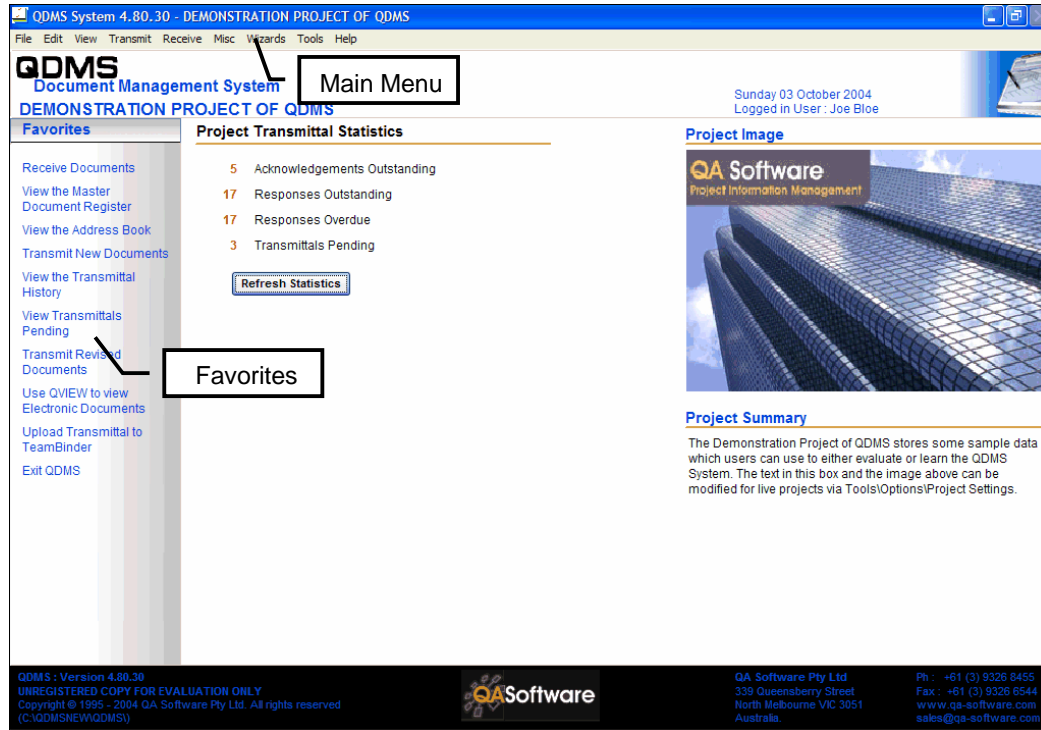 QDMS System 4.80.30 - DEMONSTRATION PROJECT OF QDMS
File Edit View Transmit Receive Misc Wizards Tools Help
QDMS
Document Management System
DEMONSTRATION PROJECT OF QDMS
Main Menu
Sunday 03 October 2004
Logged in User : Joe Bloe
Favorites
Receive Documents
View the Master
Document Register
View the Address Book
Transmit New Documents
View the Transmittal
History
View Transmittals
Pending
Transmit Revised
Documents
Use QVIEW to view
Electronic Documents
Upload Transmittal to
TeamBinder
Exit QDMS
Favorites
Project Transmittal Statistics
5 Acknowledgements Outstanding
17 Responses Outstanding
17 Responses Overdue
3 Transmittals Pending
Refresh Statistics
Project Image
QA Software
Project Information Management
Project Summary
The Demonstration Project of QDMS stores some sample data
which users can use to either evaluate or learn the QDMS
System. The text in this box and the image above can be
modified for live projects via Tools\Options\Project Settings.
QDMS : Version 4.80.30
UNREGISTERED COPY FOR EVALUATION ONLY
Copyright © 1995 - 2004 QA Software Pty Ltd. All rights reserved
(C:\QDMSNEW\QDMS\)
QASoftware
QA Software Pty Ltd
339 Queensberry Street
North Melbourne VIC 3051
Australia.
Ph : +61 (3) 9326 8455
Fax : +61 (3) 9326 6544
www.qa-software.com
sales@qa-software.com